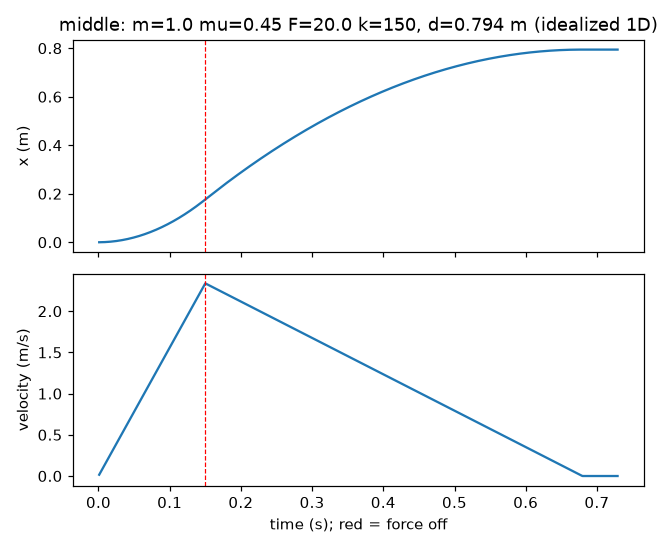 middle: m=1.0 mu=0.45 F=20.0 k=150, d=0.794 m (idealized 1D)
0.8
0.6
0.4
0.2
0.0
x (m)
2.0
1.5
1.0
0.5
0.0
velocity (m/s)
0.0 0.1 0.2 0.3 0.4 0.5 0.6 0.7
time (s); red = force off